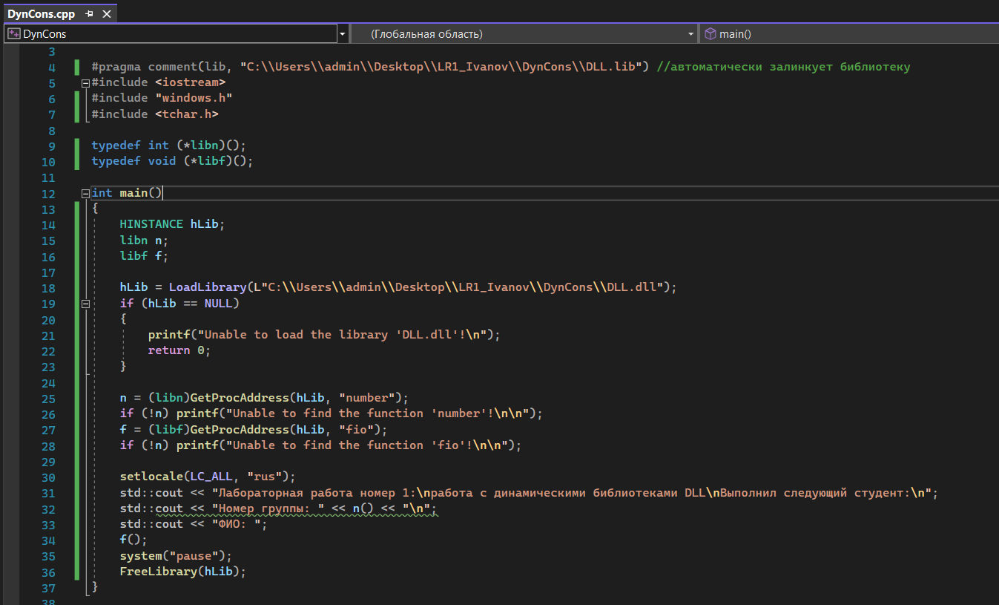 DynCons.cpp
DynCons (Глобальная область) main()
3
4 #pragma comment(lib, "C:\\Users\\admin\\Desktop\\LR1_Ivanov\\DynCons\\DLL.lib") //автоматически залинкует библиотеку
5 #include <iostream>
6 #include "windows.h"
7 #include <tchar.h>
8
9 typedef int (*libn)();
10 typedef void (*libf)();
11
12 int main()
13 {
14 HINSTANCE hLib;
15 libn n;
16 libf f;
17
18 hLib = LoadLibrary(L"C:\\Users\\admin\\Desktop\\LR1_Ivanov\\DynCons\\DLL.dll");
19 if (hLib == NULL)
20 {
21 printf("Unable to load the library 'DLL.dll'!\n");
22 return 0;
23 }
24
25 n = (libn)GetProcAddress(hLib, "number");
26 if (!n) printf("Unable to find the function 'number'!\n\n");
27 f = (libf)GetProcAddress(hLib, "fio");
28 if (!n) printf("Unable to find the function 'fio'!\n\n");
29
30 setlocale(LC_ALL, "rus");
31 std::cout << "Лабораторная работа номер 1:\nработа с динамическими библиотеками DLL\nВыполнил следующий студент:\n";
32 std::cout << "Номер группы: " << n() << "\n";
33 std::cout << "ФИО: ";
34 f();
35 system("pause");
36 FreeLibrary(hLib);
37 }
38